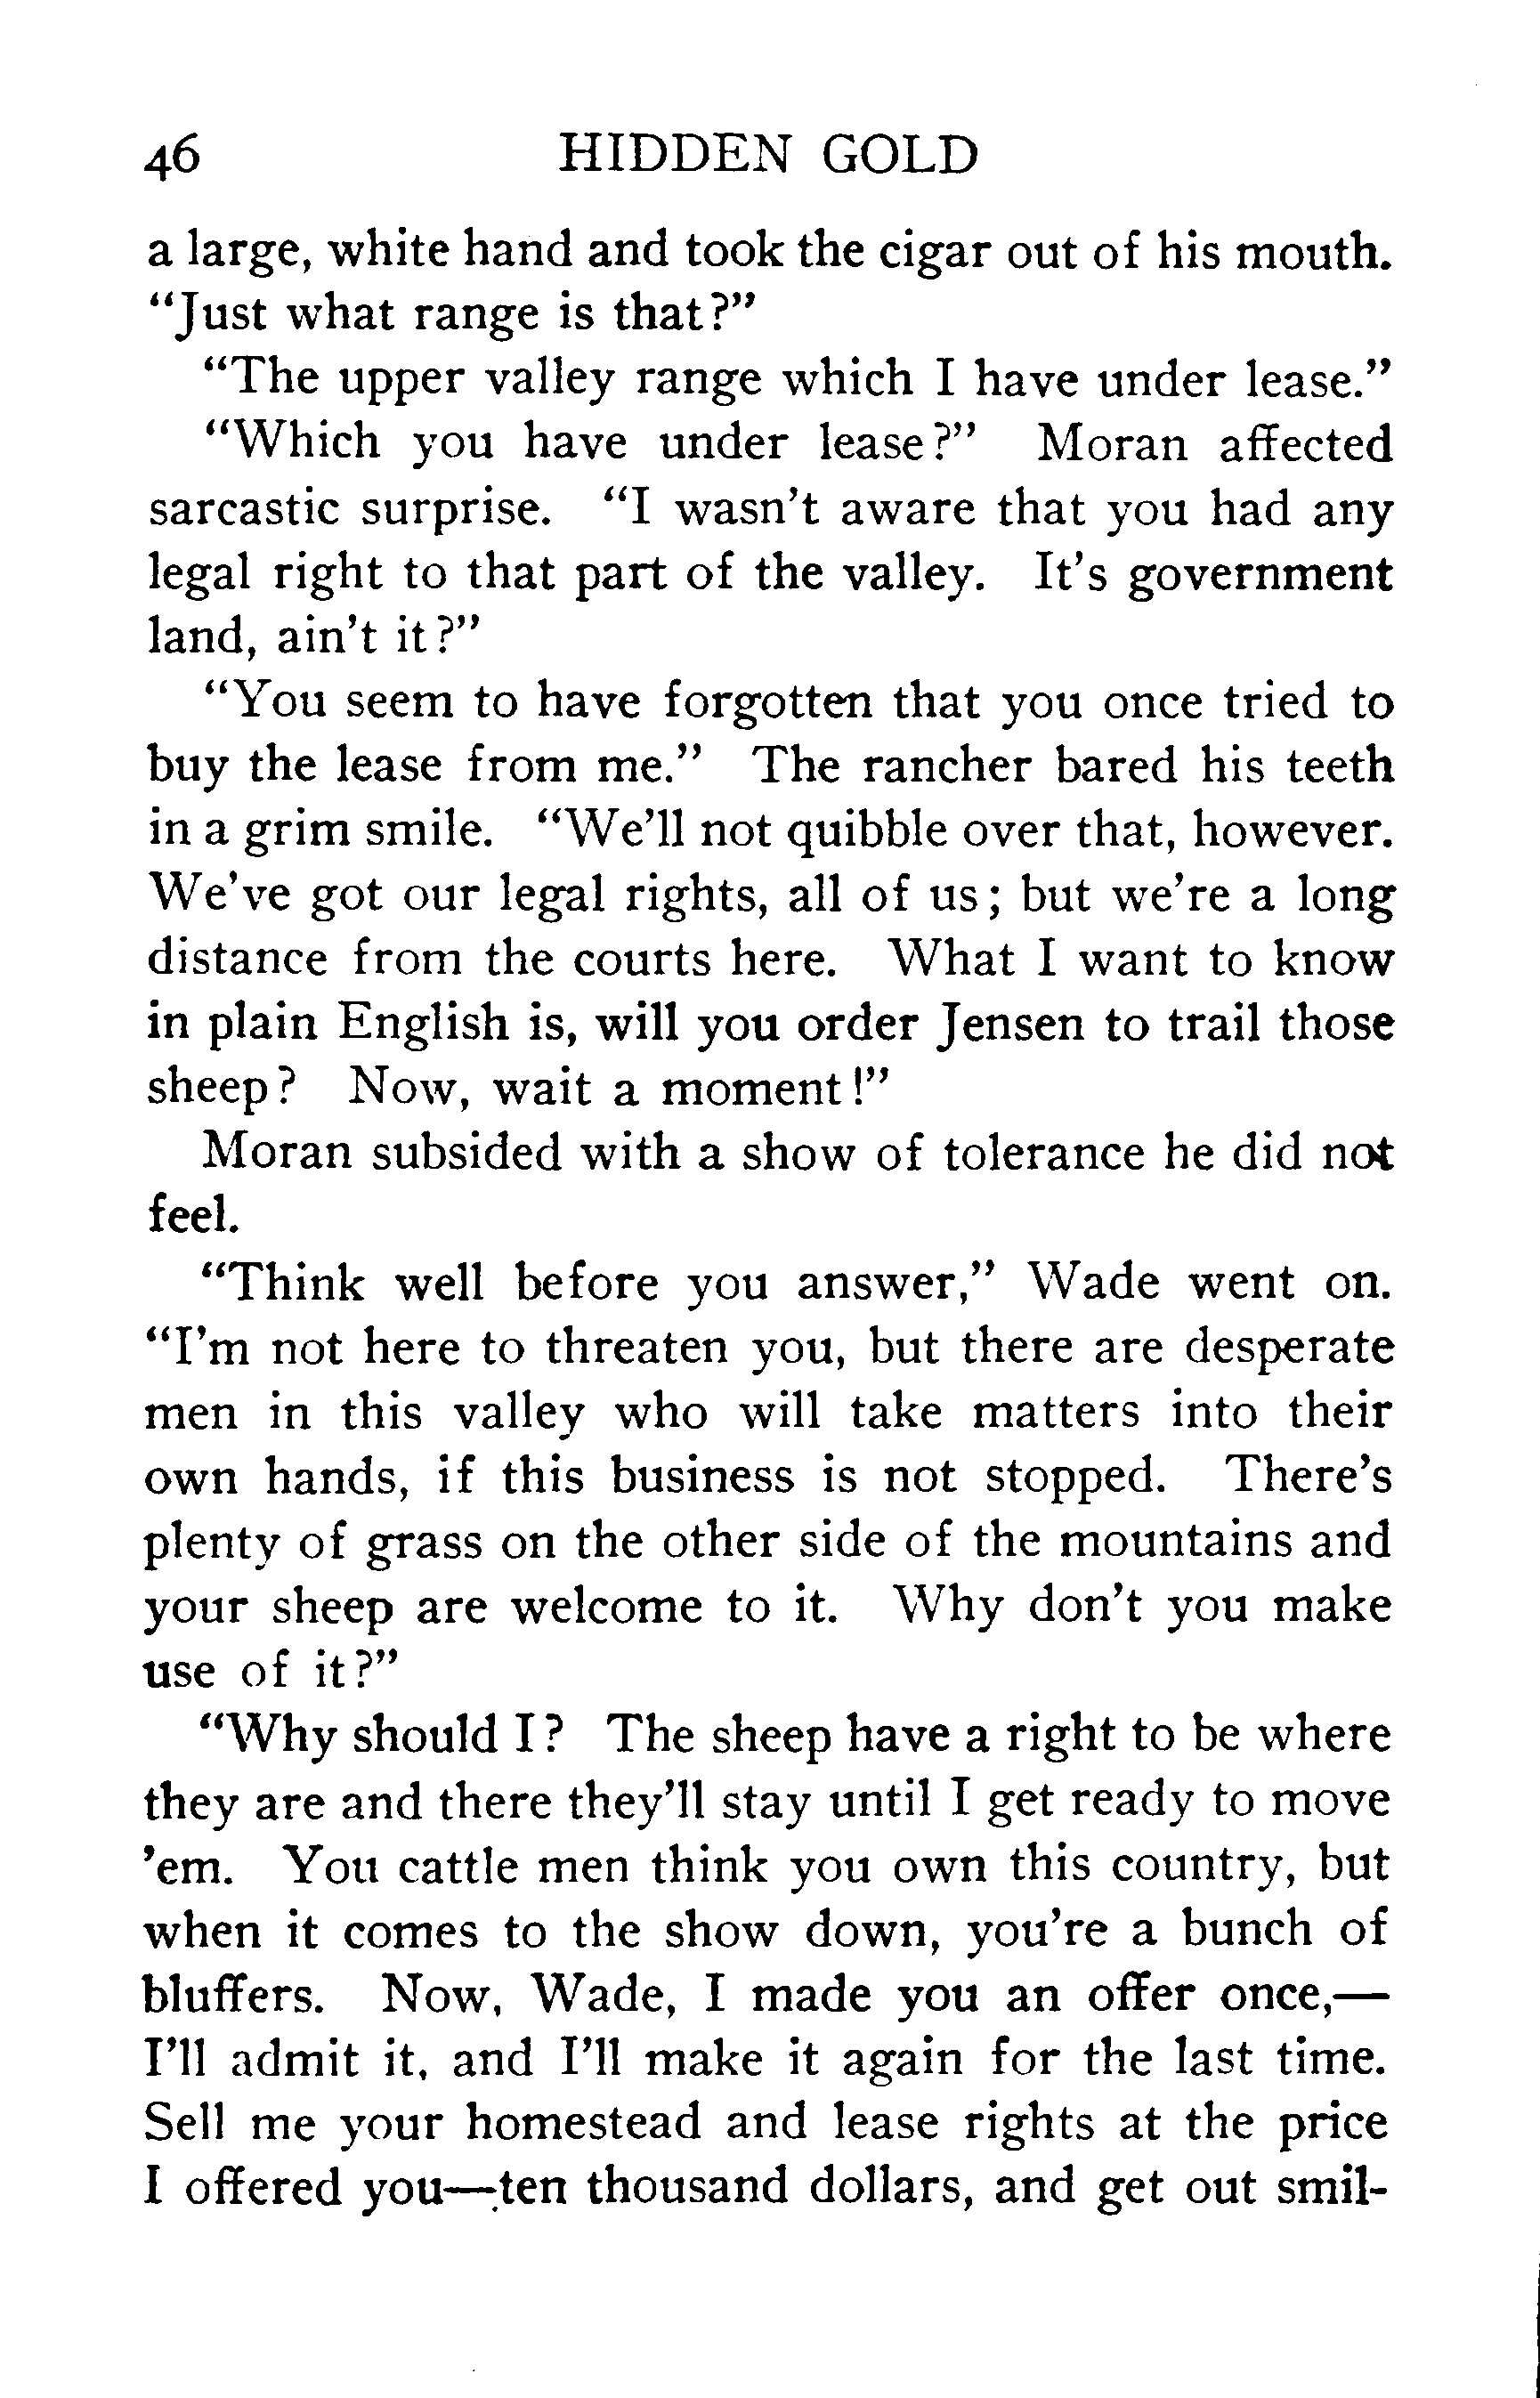 46 HIDDEN GOLD
a large, white hand and took the cigar out of his mouth.
"Just what range is that?"
"The upper valley range which I have under lease."
"Which you have under lease?" Moran affected
sarcastic surprise. "I wasn't aware that you had any
legal right to that part of the valley. It's government
land, ain't it?"
"You seem to have forgotten that you once tried to
buy the lease from me." The rancher bared his teeth
in a grim smile. "We'll not quibble over that, however.
We've got our legal rights, all of us; but we're a long
distance from the courts here. What I want to know
in plain English is, will you order Jensen to trail those
sheep? Now, wait a moment!"
Moran subsided with a show of tolerance he did not
feel.
"Think well before you answer," Wade went on.
"I'm not here to threaten you, but there are desperate
men in this valley who will take matters into their
own hands, if this business is not stopped. There's
plenty of grass on the other side of the mountains and
your sheep are welcome to it. Why don't you make
use of it?"
"Why should I? The sheep have a right to be where
they are and there they'll stay until I get ready to move
'em. You cattle men think you own this country, but
when it comes to the show down, you're a bunch of
bluffers. Now, Wade, I made you an offer once,—
I'll admit it, and I'll make it again for the last time.
Sell me your homestead and lease rights at the price
I offered you—ten thousand dollars, and get out smil-